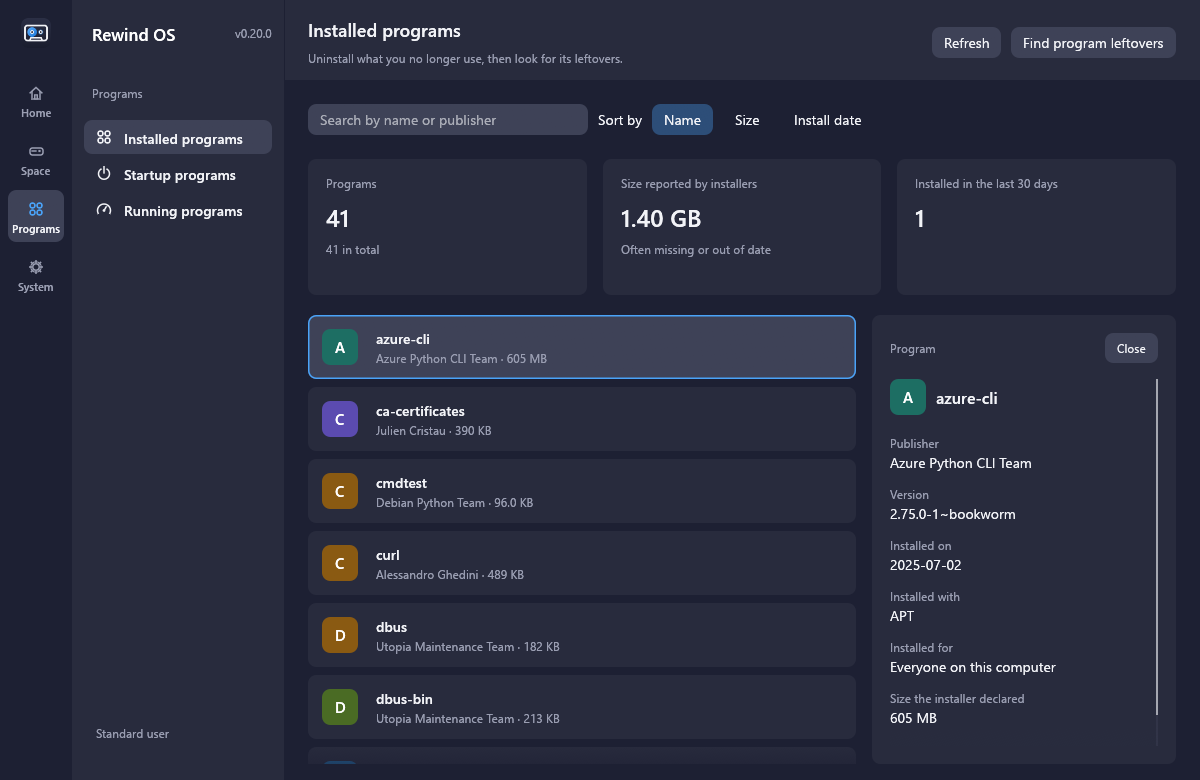 Rewind OS
v0.20.0
Home
Space
Programs
System
Programs
Installed programs
Startup programs
Running programs
Standard user
Installed programs
Uninstall what you no longer use, then look for its leftovers.
Refresh
Find program leftovers
Search by name or publisher
Sort by
Name
Size
Install date
Programs
41
41 in total
Size reported by installers
1.40 GB
Often missing or out of date
Installed in the last 30 days
1
A
azure-cli
Azure Python CLI Team · 605 MB
C
ca-certificates
Julien Cristau · 390 KB
C
cmdtest
Debian Python Team · 96.0 KB
C
curl
Alessandro Ghedini · 489 KB
D
dbus
Utopia Maintenance Team · 182 KB
D
dbus-bin
Utopia Maintenance Team · 213 KB
Program
Close
A
azure-cli
Publisher
Azure Python CLI Team
Version
2.75.0-1~bookworm
Installed on
2025-07-02
Installed with
APT
Installed for
Everyone on this computer
Size the installer declared
605 MB